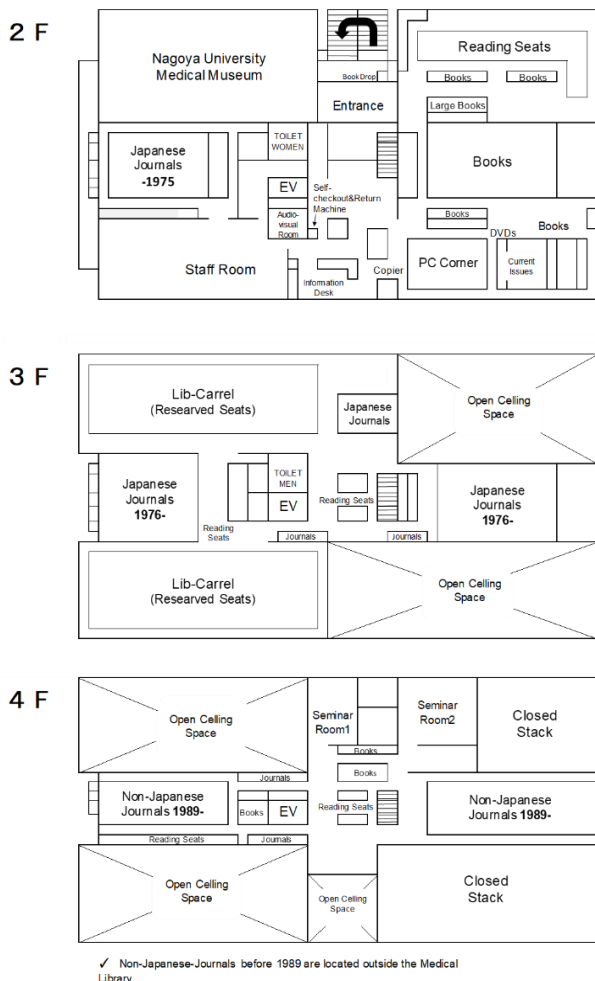 2 F
Nagoya University
Medical Museum
Book Drop
Entrance
Reading Seats
Books
Books
Large Books
Japanese
Journals
-1975
TOILET
WOMEN
EV
Self-
checkout&Return
Machine
Audio-
visual
Room
Books
Books
Books
DVDs
Staff Room
Information
Desk
Copier
PC Corner
Current
Issues
3 F
Lib-Carrel
(Researved Seats)
Japanese
Journals
Open Celling
Space
Japanese
Journals
1976-
TOILET
MEN
EV
Reading Seats
Reading
Seats
Journals
Journals
Japanese
Journals
1976-
Lib-Carrel
(Researved Seats)
Open Celling
Space
4 F
Open Celling
Space
Seminar
Room1
Seminar
Room2
Closed
Stack
Books
Journals
Books
Non-Japanese
Journals 1989-
Books
EV
Reading Seats
Non-Japanese
Journals 1989-
Reading Seats
Journals
Open Celling
Space
Open Celling
Space
Closed
Stack
✓ Non-Japanese-Journals before 1989 are located outside the Medical
Library